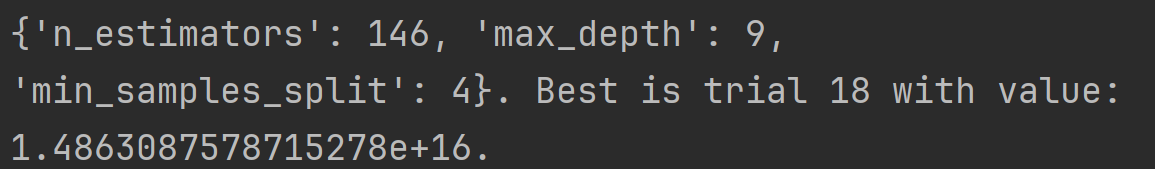 {'n_estimators': 146, 'max_depth': 9,
'min_samples_split': 4}. Best is trial 18 with value:
1.4863087578715278e+16.